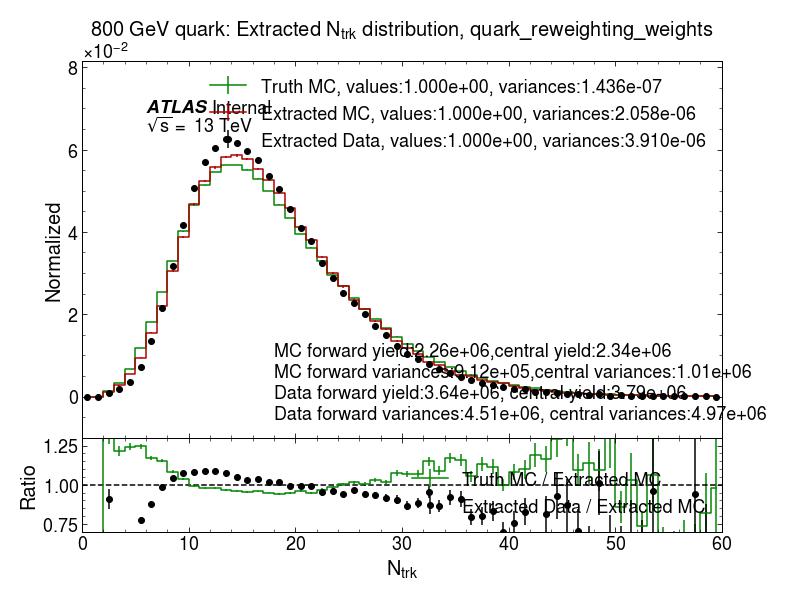 800 GeV quark: Extracted Ntrk distribution, quark_reweighting_weights
×10−2
Truth MC, values:1.000e+00, variances:1.436e-07
ATLAS Internal
Extracted MC, values:1.000e+00, variances:2.058e-06
√s = 13 TeV
Extracted Data, values:1.000e+00, variances:3.910e-06
8
6
4
2
0
Normalized
MC forward yield:2.26e+06,central yield:2.34e+06
MC forward variances:9.12e+05,central variances:1.01e+06
Data forward yield:3.64e+06, central yield:3.79e+06
Data forward variances:4.51e+06, central variances:4.97e+06
1.25
1.00
0.75
Ratio
Truth MC / Extracted MC
Extracted Data / Extracted MC
0 10 20 30 40 50 60
Ntrk